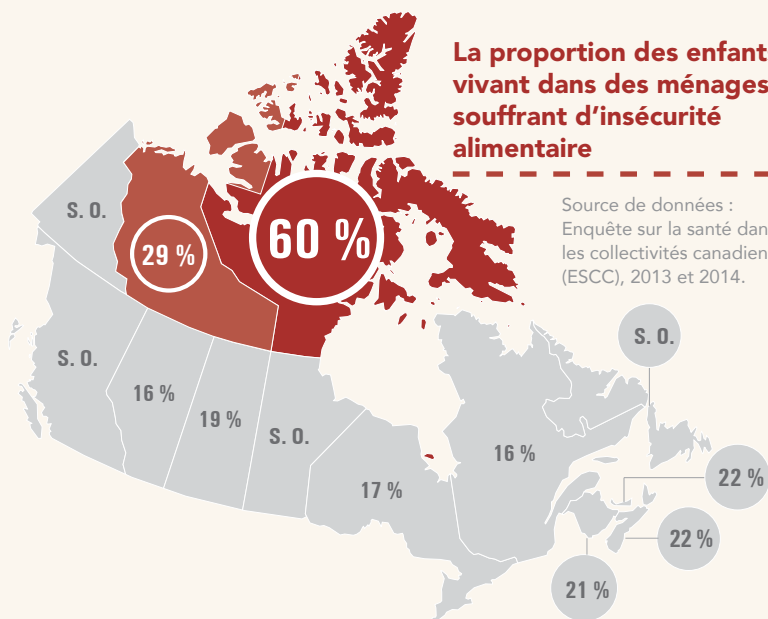 La proportion des enfant
vivant dans des ménages
souffrant d'insécurité
alimentaire
Source de données :
Enquête sur la santé dan
les collectivités canadien
(ESCC), 2013 et 2014.
S. O.
29 %
60 %
S. O.
S. O.
16 %
19 %
S. O.
17 %
16 %
22 %
22 %
21 %